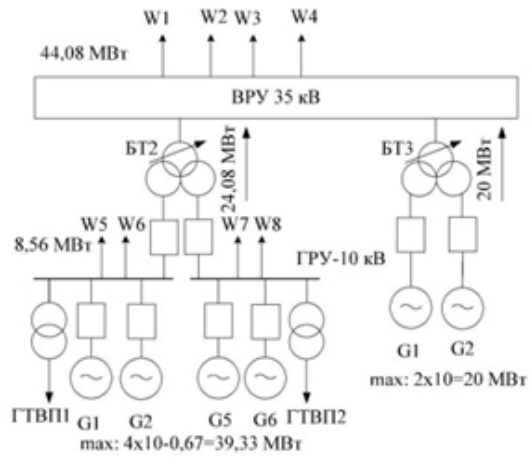 W1 W2 W3 W4
44,08 МВт
ВРУ 35 кВ
БТ2
24,08 МВт
БТ3
20 МВт
W5 W6 W7 W8
8,56 МВт
ГРУ-10 кВ
G1 G2
max: 2x10=20 МВт
ГТВП1 G1 G2 G5 G6 ГТВП2
max: 4x10-0,67=39,33 МВт